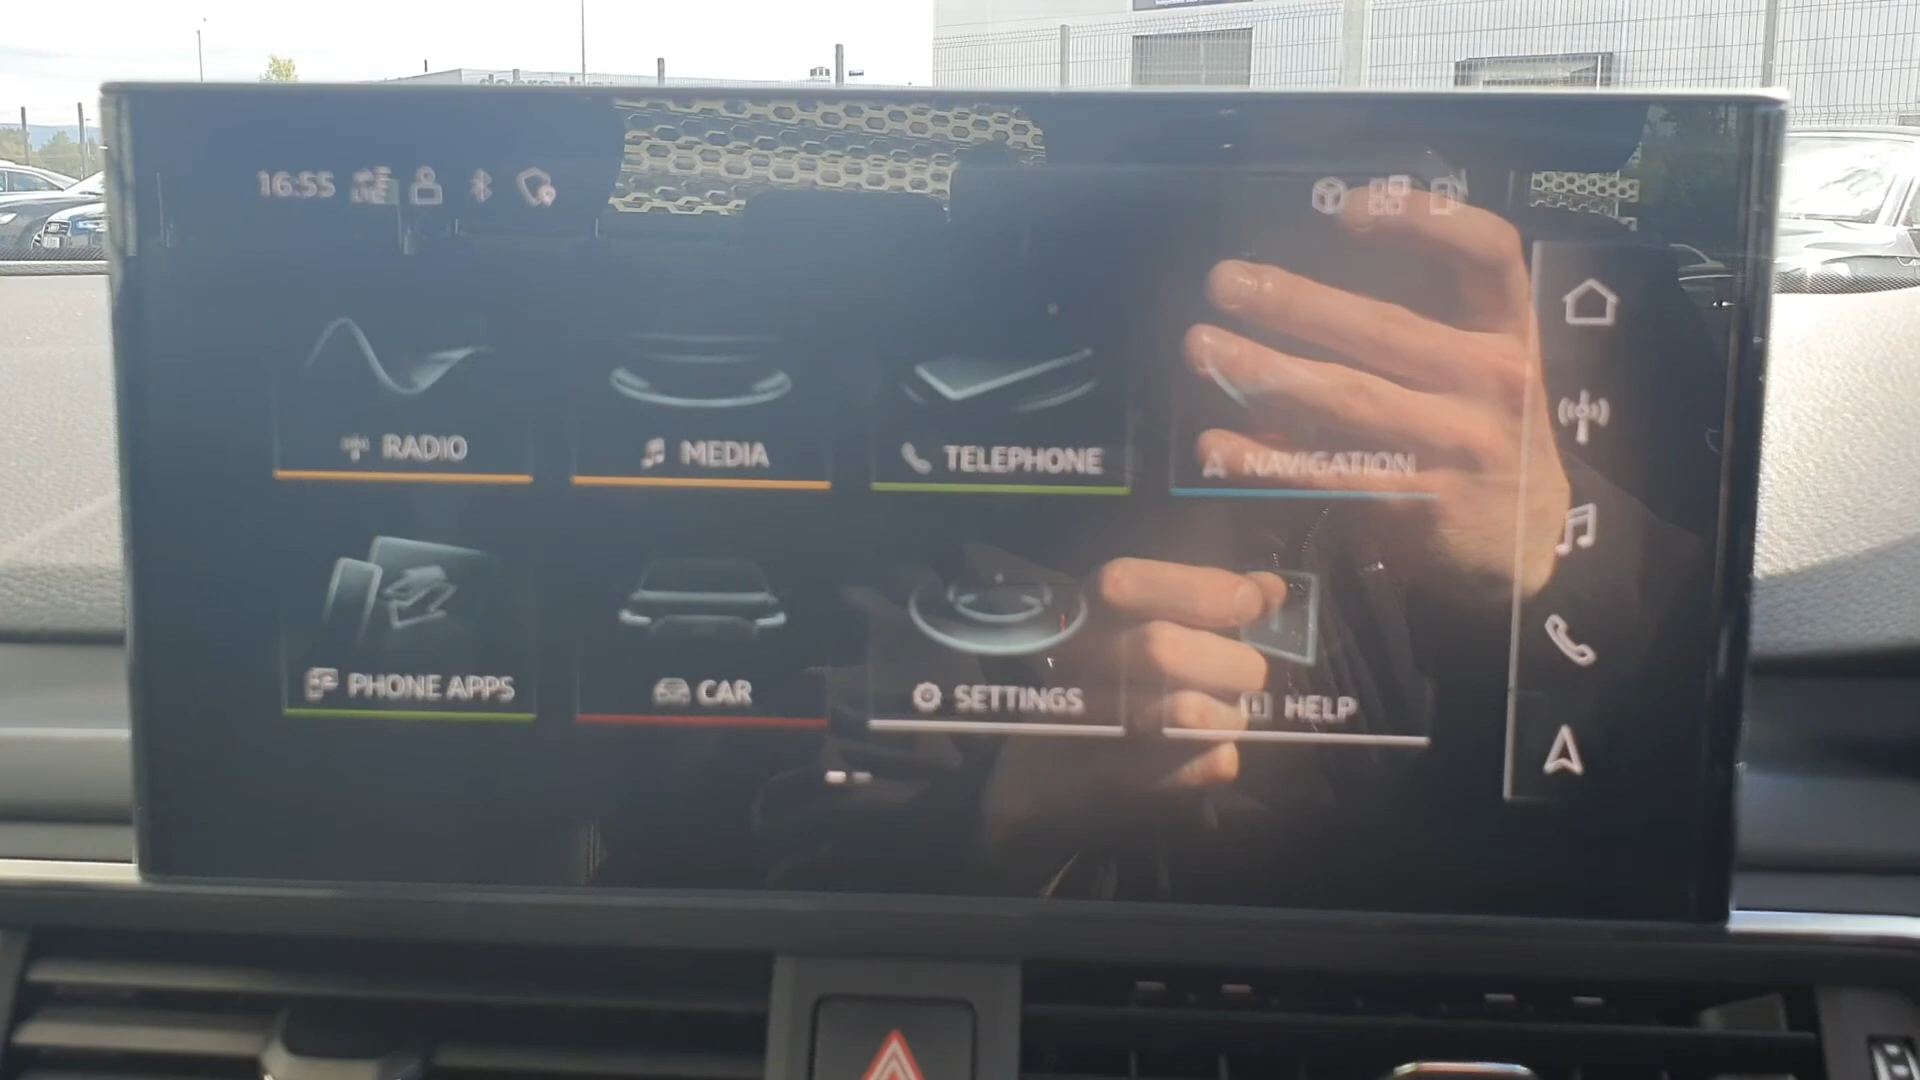 16:55
RADIO
MEDIA
TELEPHONE
NAVIGATION
PHONE APPS
CAR
SETTINGS
HELP